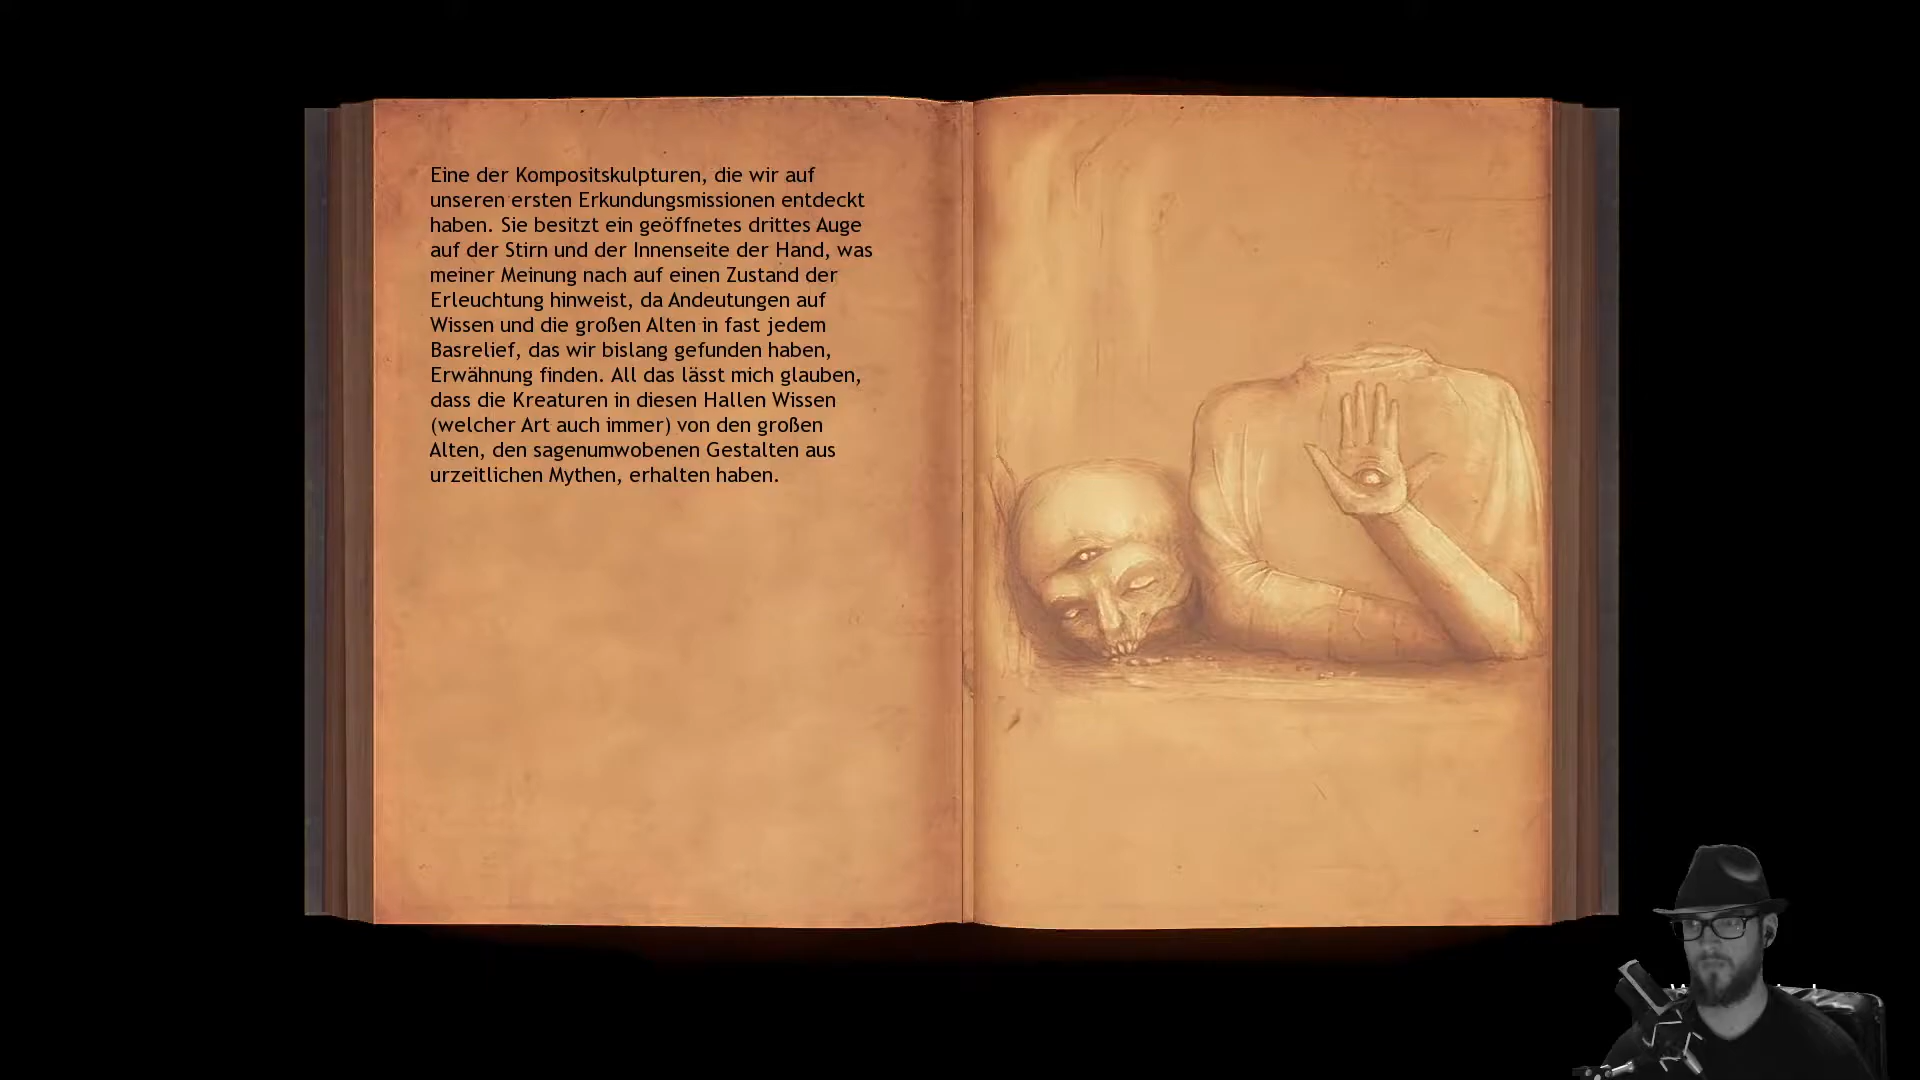 Eine der Kompositskulpturen, die wir auf
unseren ersten Erkundungsmissionen entdeckt
haben. Sie besitzt ein geöffnetes drittes Auge
auf der Stirn und der Innenseite der Hand, was
meiner Meinung nach auf einen Zustand der
Erleuchtung hinweist, da Andeutungen auf
Wissen und die großen Alten in fast jedem
Basrelief, das wir bislang gefunden haben,
Erwähnung finden. All das lässt mich glauben,
dass die Kreaturen in diesen Hallen Wissen
(welcher Art auch immer) von den großen
Alten, den sagenumwobenen Gestalten aus
urzeitlichen Mythen, erhalten haben.